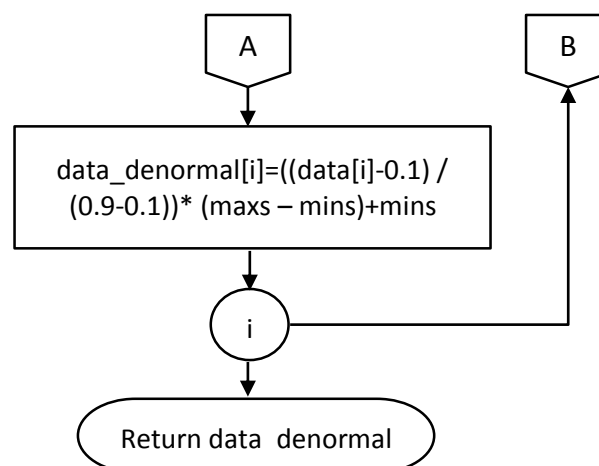 A
B
data_denormal[i]=((data[i]-0.1) /
(0.9-0.1))* (maxs – mins)+mins
i
Return data  denormal